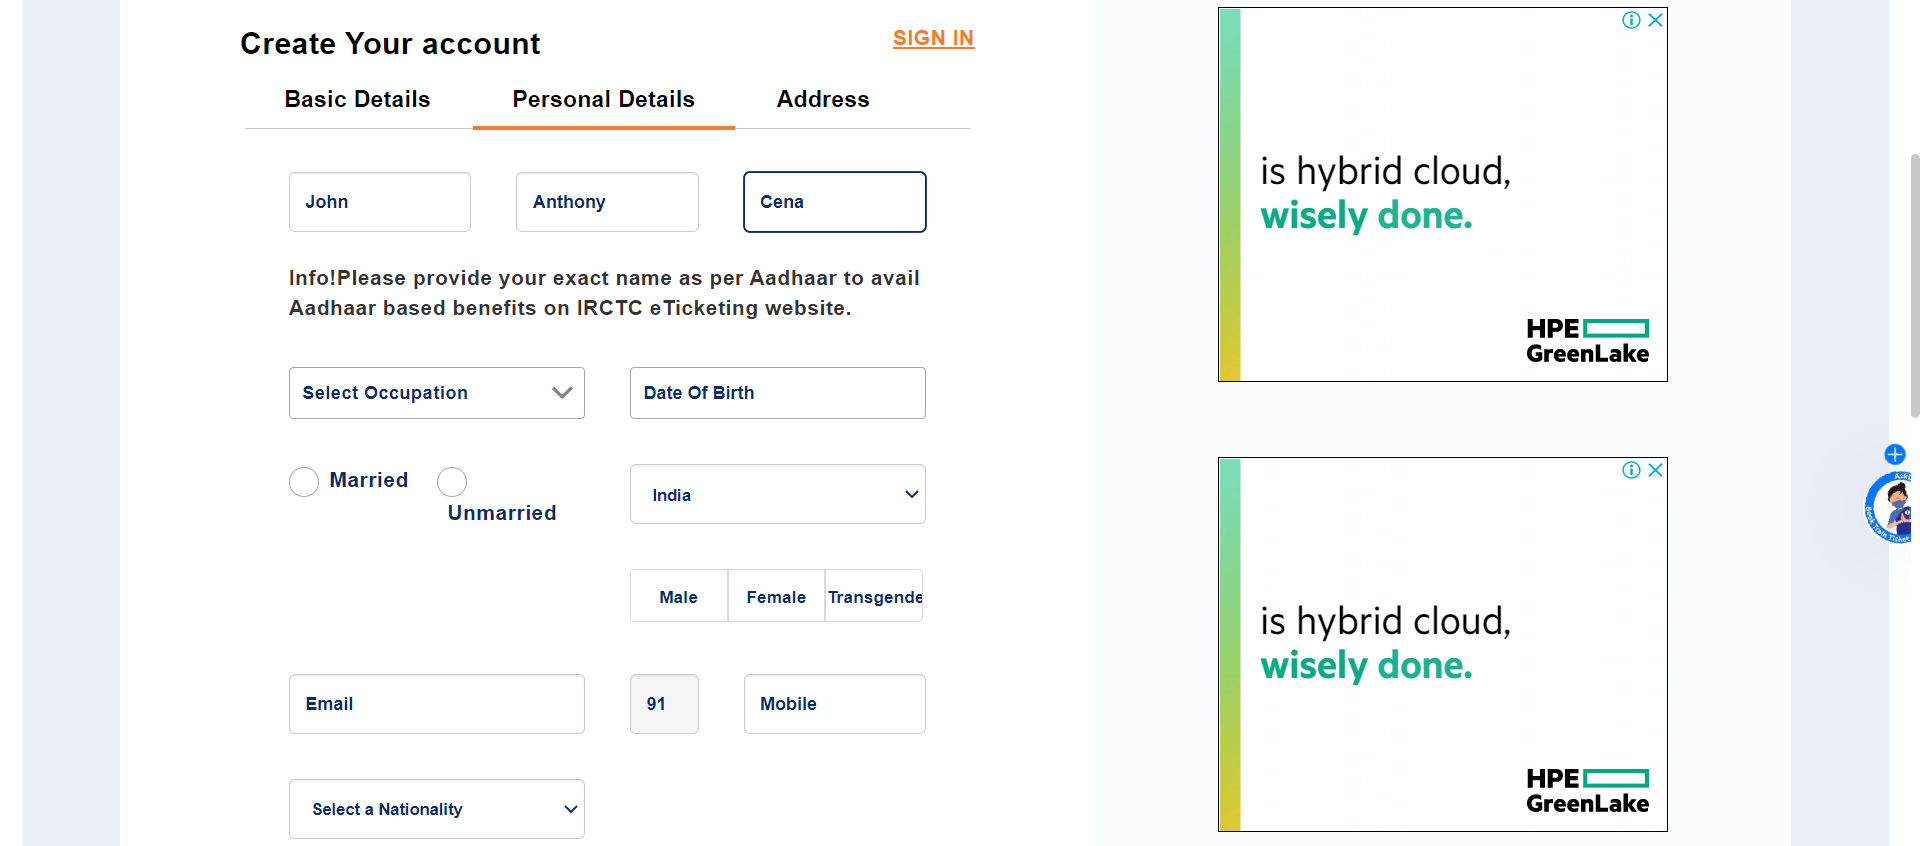 Create Your account
SIGN IN
Basic Details
Personal Details
Address
John
Anthony
Cena
Info!Please provide your exact name as per Aadhaar to avail
Aadhaar based benefits on IRCTC eTicketing website.
Select Occupation
Date Of Birth
Married
Unmarried
India
Male
Female
Transgende
Email
91
Mobile
Select a Nationality
is hybrid cloud,
wisely done.
HPE
GreenLake
is hybrid cloud,
wisely done.
HPE
GreenLake
Book Train Ticket